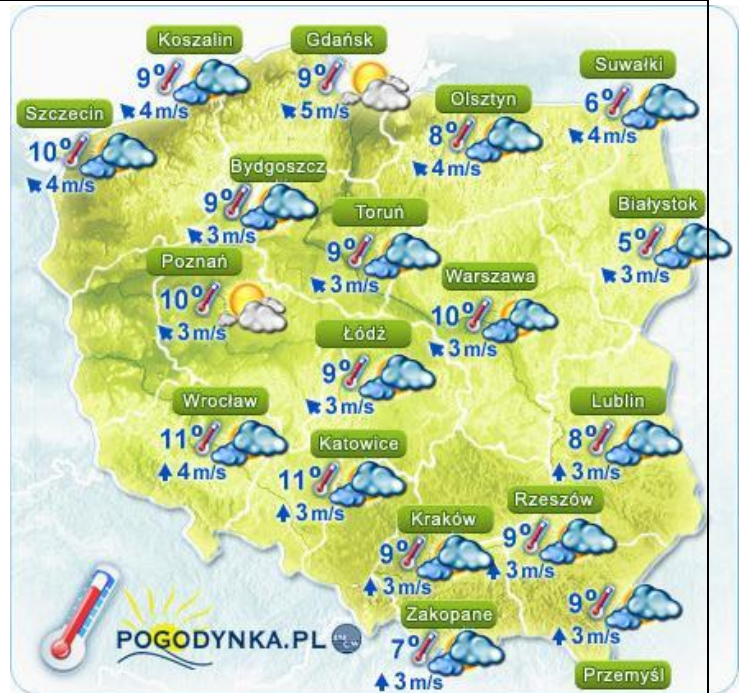 Koszalin
9°
4 m/s
Gdańsk
9°
5 m/s
Suwałki
6°
4 m/s
Szczecin
10°
4 m/s
Olsztyn
8°
4 m/s
Bydgoszcz
9°
3 m/s
Toruń
9°
3 m/s
Białystok
5°
3 m/s
Poznań
10°
3 m/s
Warszawa
10°
3 m/s
Łódź
9°
3 m/s
Wrocław
11°
4 m/s
Katowice
11°
3 m/s
Lublin
8°
3 m/s
Kraków
9°
3 m/s
Rzeszów
9°
3 m/s
Zakopane
7°
3 m/s
9°
3 m/s
Przemyśl
POGODYNKA.PL